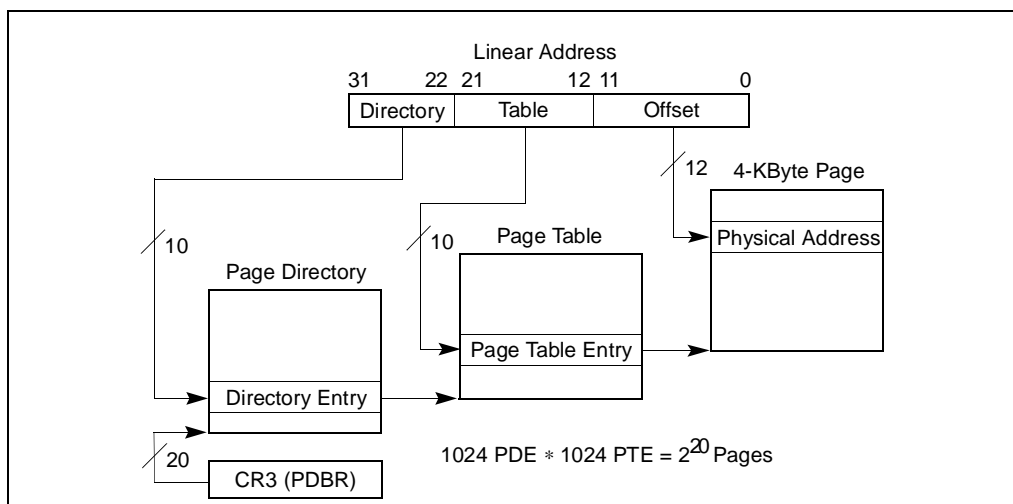 Linear Address
31 22 21 12 11 0
Directory Table Offset
12 4-KByte Page
10 10 Page Table Physical Address
Page Directory
Page Table Entry
Directory Entry
20 1024 PDE * 1024 PTE = 2^20 Pages
CR3 (PDBR)